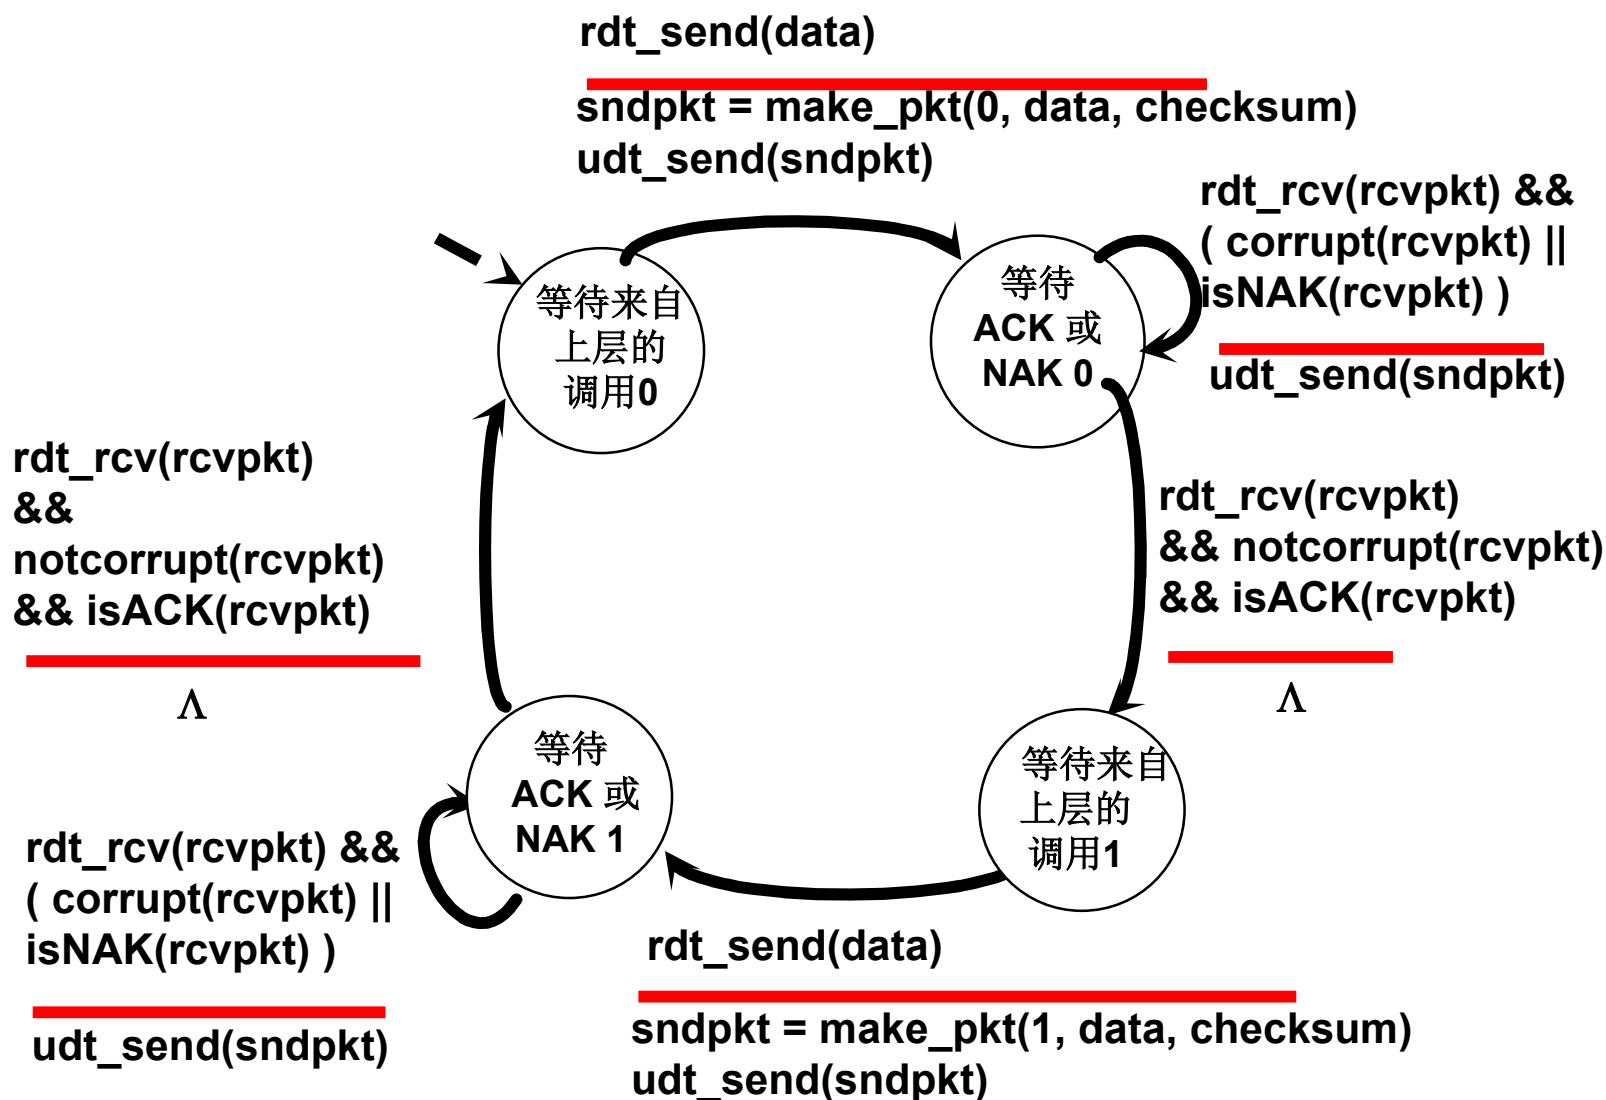 rdt_send(data)
sndpkt = make_pkt(0, data, checksum)
udt_send(sndpkt)
rdt_rcv(rcvpkt) &&
( corrupt(rcvpkt) ||
isNAK(rcvpkt) )
udt_send(sndpkt)
等待来自
上层的
调用0
等待
ACK 或
NAK 0
rdt_rcv(rcvpkt)
&&
notcorrupt(rcvpkt)
&& isACK(rcvpkt)
Λ
rdt_rcv(rcvpkt)
&& notcorrupt(rcvpkt)
&& isACK(rcvpkt)
Λ
等待
ACK 或
NAK 1
等待来自
上层的
调用1
rdt_rcv(rcvpkt) &&
( corrupt(rcvpkt) ||
isNAK(rcvpkt) )
udt_send(sndpkt)
rdt_send(data)
sndpkt = make_pkt(1, data, checksum)
udt_send(sndpkt)